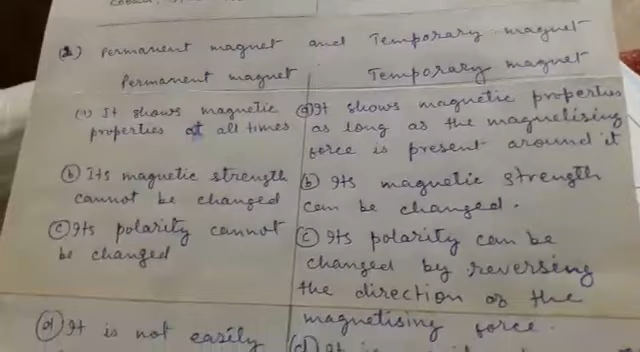 (2) Permanent magnet and Temporary magnet
Permanent magnet Temporary magnet
(a) It shows magnetic
properties at all times
(a) It shows magnetic properties
as long as the magnetising
force is present around it
(b) Its magnetic strength
cannot be changed
(b) Its magnetic strength
can be changed.
(c) Its polarity cannot
be changed
(c) Its polarity can be
changed by reversing
the direction of the
magnetising force.
(d) It is not easily
(d) It